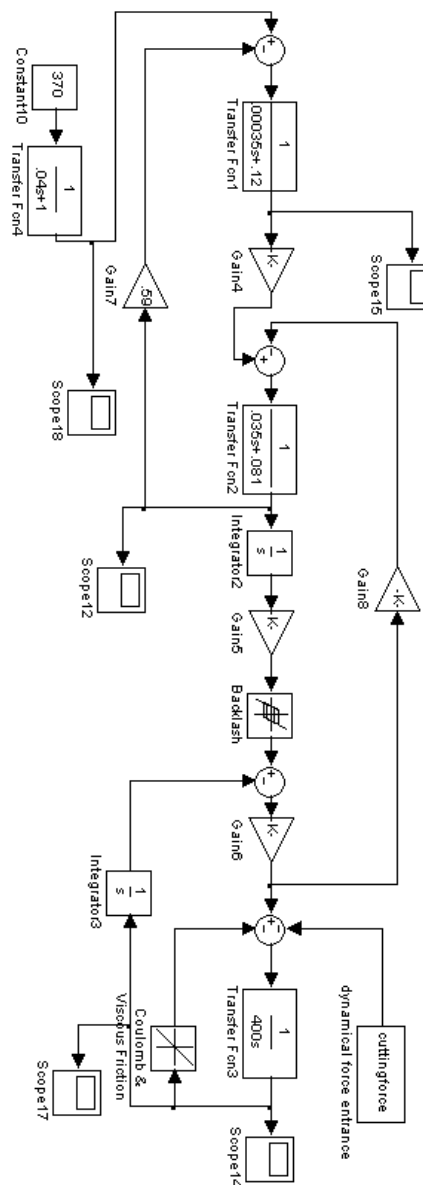 Scope15
-K-
Gain8
cuttingforce
dynamical force entrance
1
.00035s+.12
Transfer Fcn1
K-
Gain4
1
.035s+.081
Transfer Fcn2
1
s
Integrator2
K-
Gain5
Backlash
K-
Gain6
1
400s
Transfer Fcn3
Scope14
370
Constant10
1
.04s+1
Transfer Fcn4
.59
Gain7
Coulomb &
Viscous Friction
1
s
Integrator3
Scope18
Scope12
Scope17